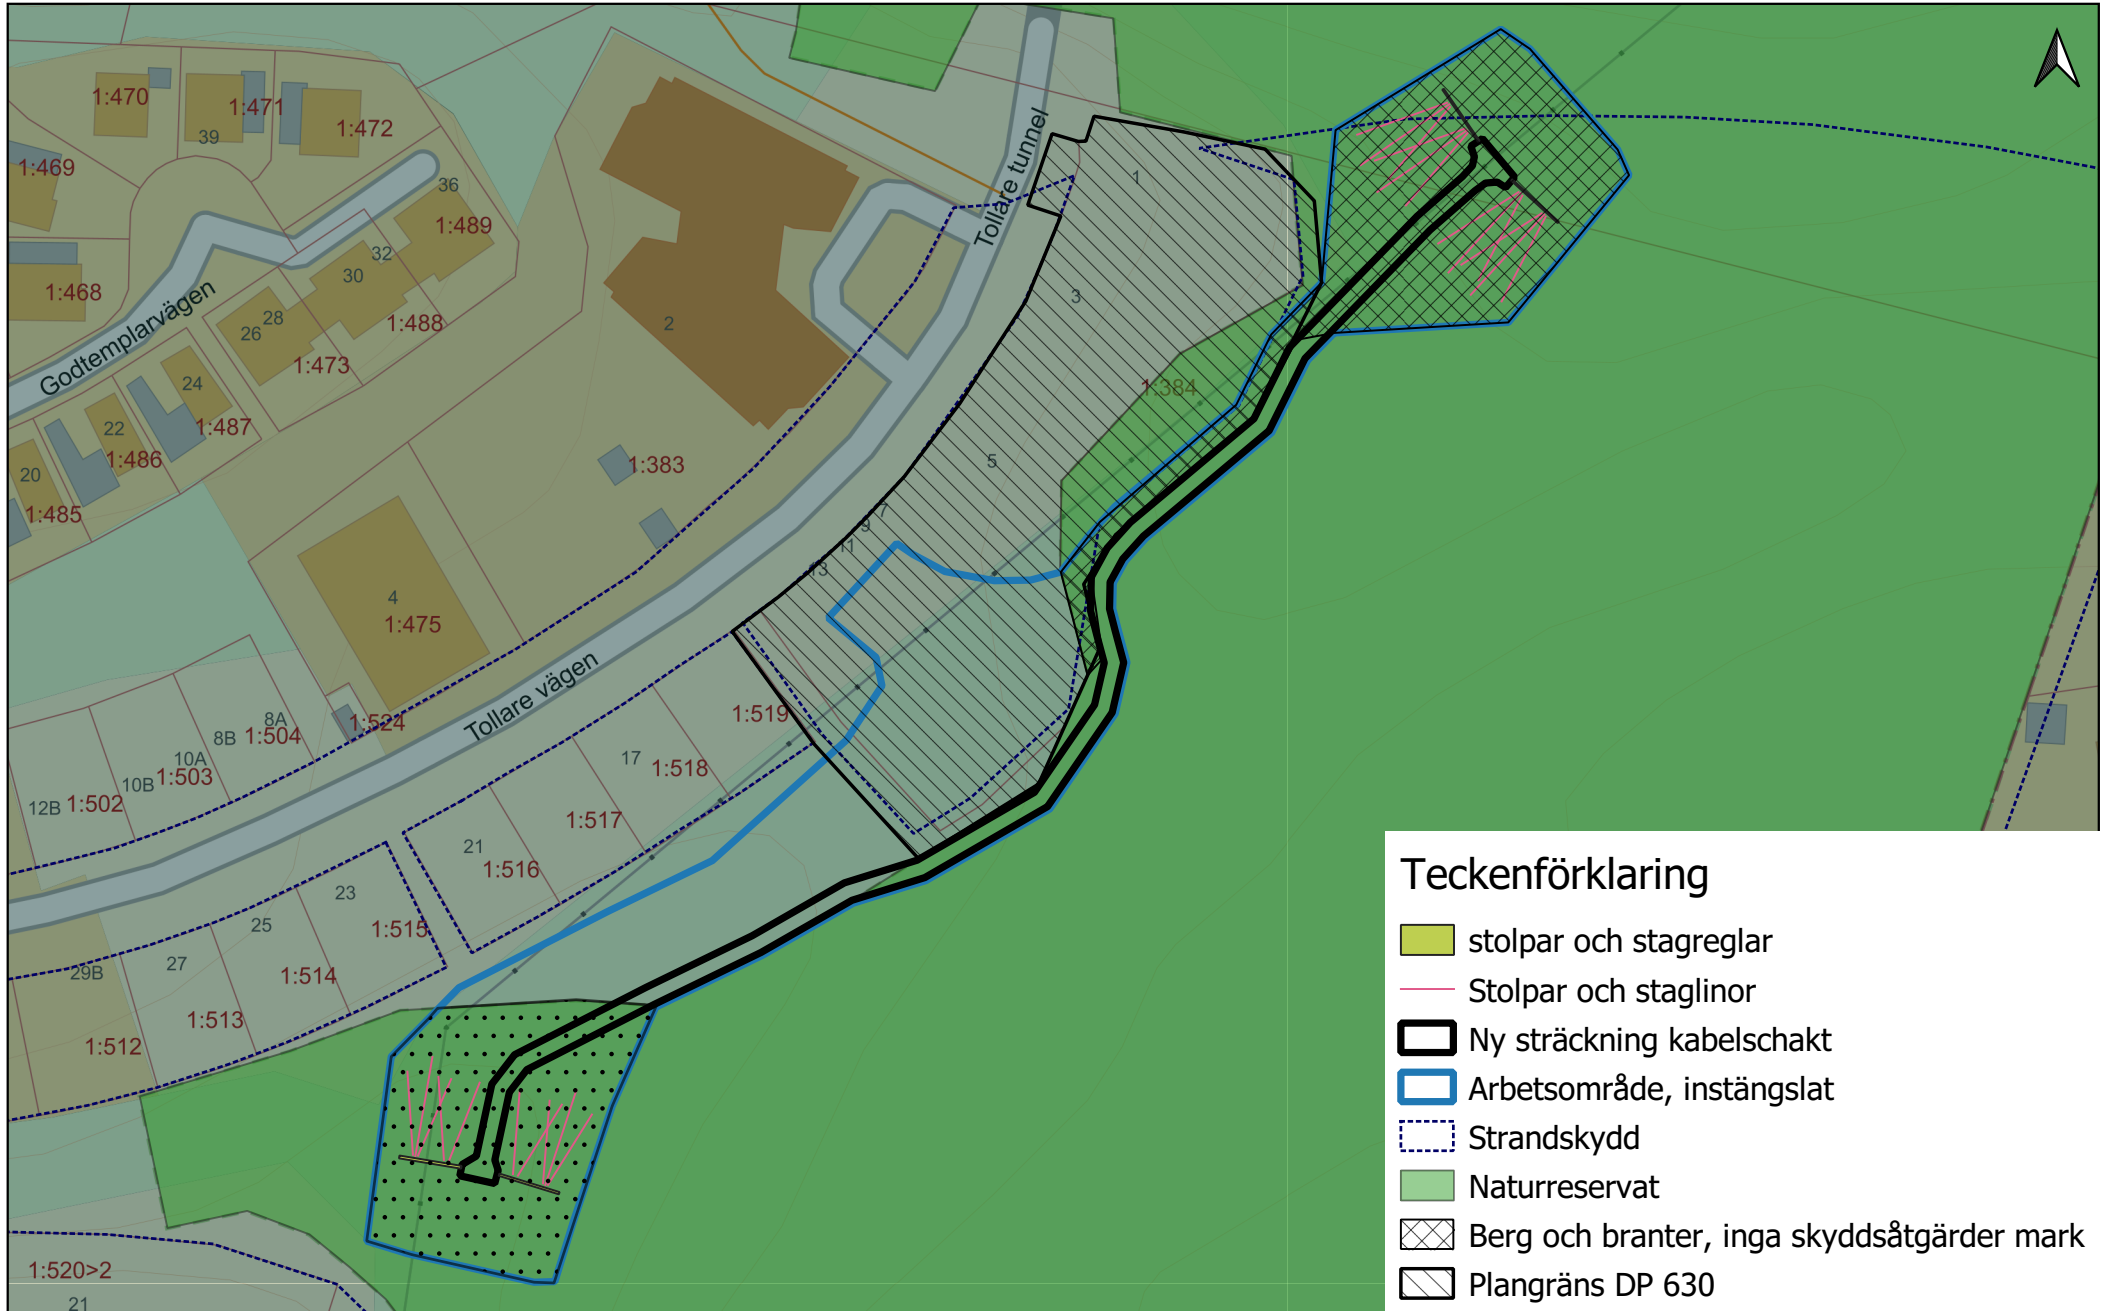 1:470
1:471
1:472
39
1:469
36
1:489
32
30
1:468
Godtemplarvägen
28
26
1:488
1:473
24
22
1:487
1:486
20
1:485
2
1:383
Tollare tunnel
1
3
1:384
5
7
9
11
13
4
1:475
Tollare vägen
1:524
8A
8B 1:504
10A
10B 1:503
12B 1:502
1:519
17
1:518
1:517
21
1:516
23
1:515
25
1:514
27
29B
1:513
1:512
1:520>2
21
Teckenförklaring
stolpar och stagreglar
Stolpar och staglinor
Ny sträckning kabelschakt
Arbetsområde, instängslat
Strandskydd
Naturreservat
Berg och branter, inga skyddsåtgärder mark
Plangräns DP 630